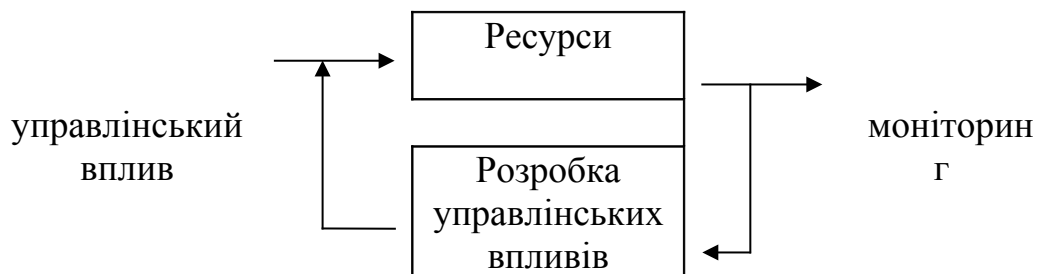 Ресурси
управлінський
вплив
моніторин
г
Розробка
управлінських
впливів